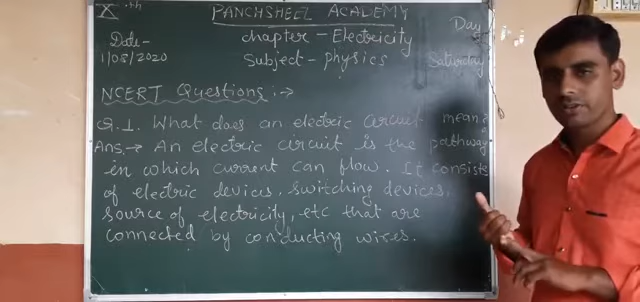 X th PANCHSHEEL ACADEMY Day
Date- chapter - Electricity
1/08/2020 Subject - physics Saturday
NCERT Questions :→
Q.1. What does an electric circuit mean?
Ans.→ An electric circuit is the pathway
in which current can flow. It consists
of electric devices, switching devices,
source of electricity, etc that are
connected by conducting wires.